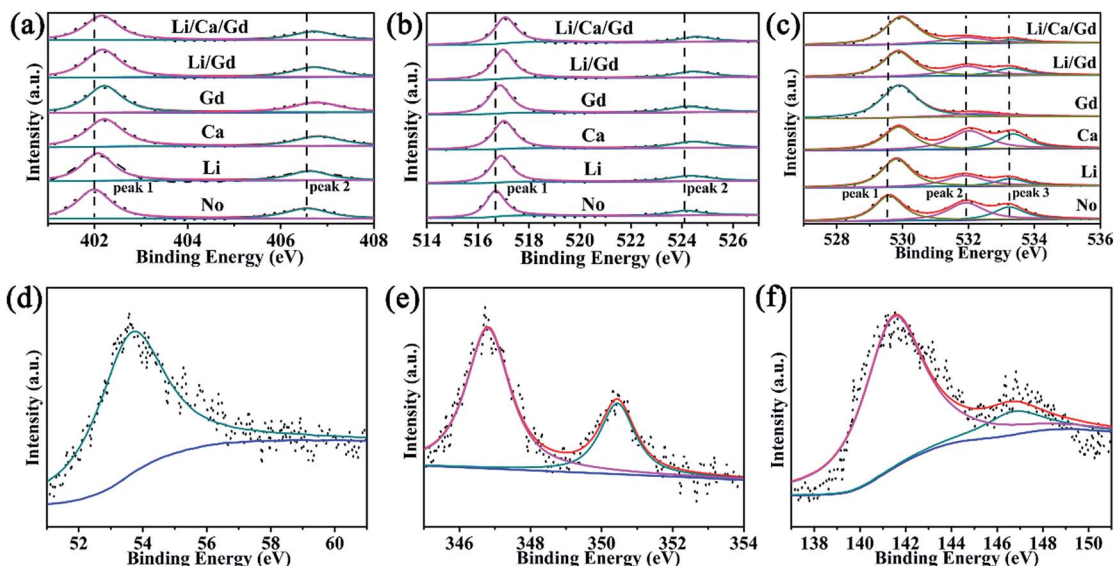 (a)
Li/Ca/Gd
Li/Gd
Gd
Ca
Li
peak 1
peak 2
No
Intensity (a.u.)
402 404 406 408
Binding Energy (eV)
(b)
Li/Ca/Gd
Li/Gd
Gd
Ca
Li
peak 1
peak 2
No
Intensity (a.u.)
514 516 518 520 522 524 526
Binding Energy (eV)
(c)
Li/Ca/Gd
Li/Gd
Gd
Ca
Li
peak 1
peak 2
peak 3
No
Intensity (a.u.)
528 530 532 534 536
Binding Energy (eV)
(d)
Intensity (a.u.)
52 54 56 58 60
Binding Energy (eV)
(e)
Intensity (a.u.)
346 348 350 352 354
Binding Energy (eV)
(f)
Intensity (a.u.)
138 140 142 144 146 148 150
Binding Energy (eV)